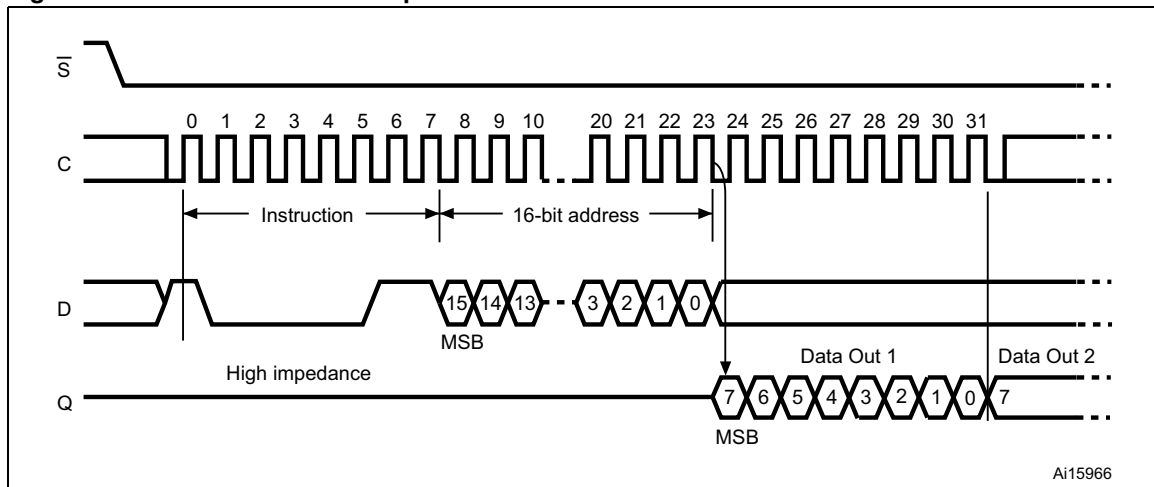 S
0 1 2 3 4 5 6 7 8 9 10 20 21 22 23 24 25 26 27 28 29 30 31
C
Instruction 16-bit address
D 15 14 13 3 2 1 0
MSB
Data Out 1 Data Out 2
High impedance
Q 7 6 5 4 3 2 1 0 7
MSB
Ai15966